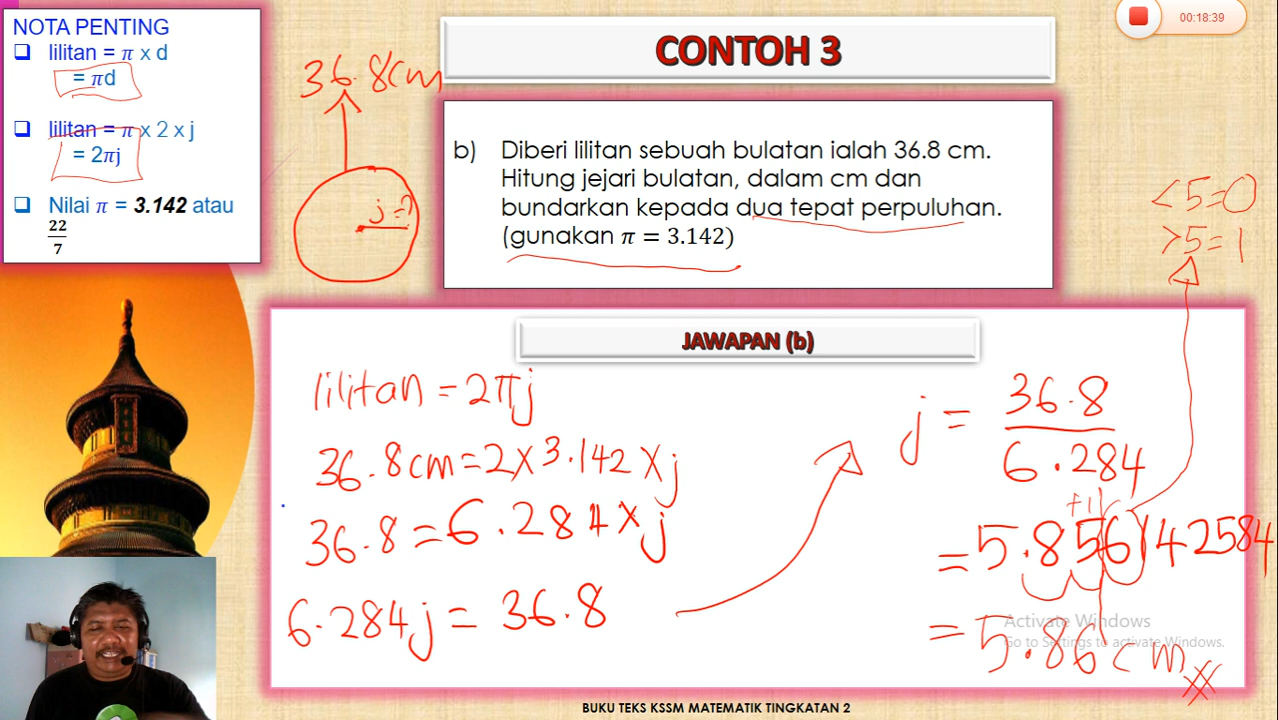 NOTA PENTING
lilitan = π x d
= πd
lilitan = π x 2 x j
= 2πj
Nilai π = 3.142 atau
22
7
36.8cm
j=?
CONTOH 3
00:18:39
b) Diberi lilitan sebuah bulatan ialah 36.8 cm.
Hitung jejari bulatan, dalam cm dan
bundarkan kepada dua tepat perpuluhan.
(gunakan π = 3.142)
<5=0
>5=1
JAWAPAN (b)
lilitan = 2πj
36.8cm=2×3.142×j
36.8=6.284×j
6.284j = 36.8
j = 36.8
6.284
+1
=5.856142584
=5.86cm
Activate Windows
Go to Settings to activate Windows.
BUKU TEKS KSSM MATEMATIK TINGKATAN 2